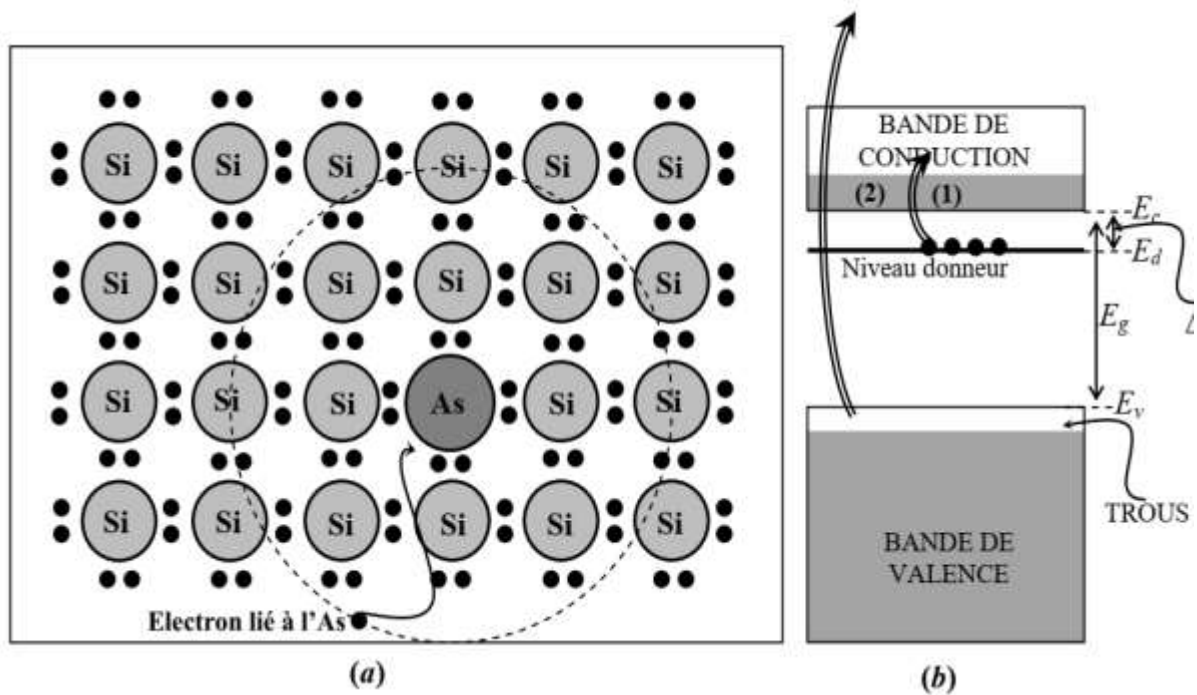 Si Si Si Si Si Si
Si Si Si Si Si Si
Si Si Si As Si Si
Si Si Si Si Si Si
Electron lié à l'As
(a)
BANDE DE
CONDUCTION
(2) (1)
E_c
E_d
Niveau donneur
E_g
E_v
TROUS
BANDE DE
VALENCE
(b)